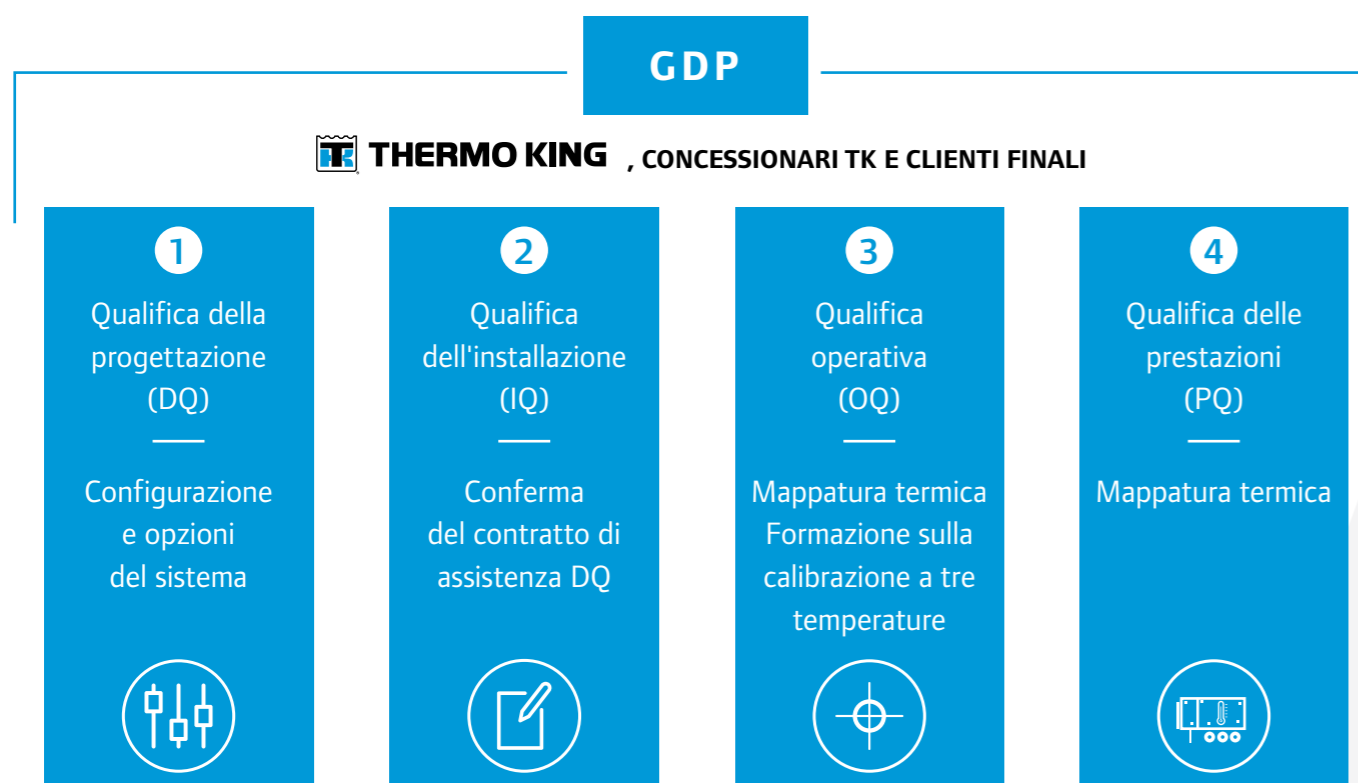 GDP
THERMO KING , CONCESSIONARI TK E CLIENTI FINALI
1
Qualifica della
progettazione
(DQ)
Configurazione
e opzioni
del sistema
2
Qualifica
dell'installazione
(IQ)
Conferma
del contratto di
assistenza DQ
3
Qualifica
operativa
(OQ)
Mappatura termica
Formazione sulla
calibrazione a tre
temperature
4
Qualifica delle
prestazioni
(PQ)
Mappatura termica